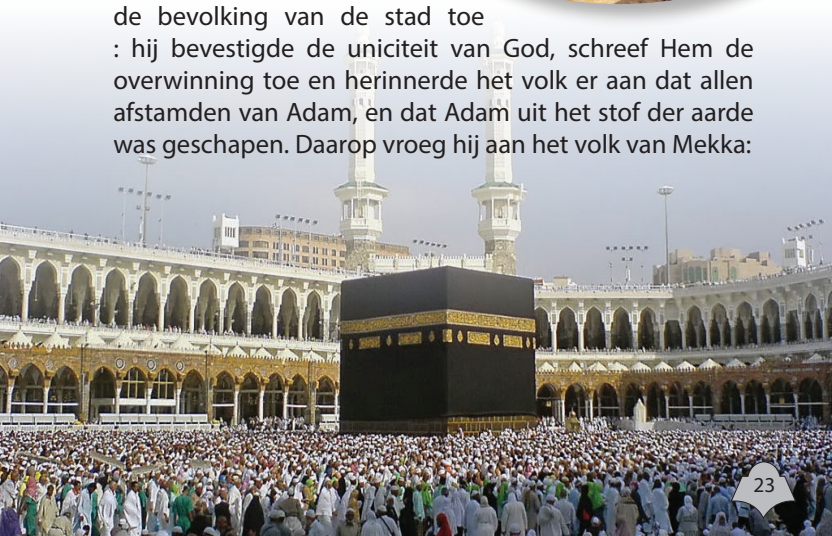 de bevolking van de stad toe
: hij bevestigde de uniciteit van God, schreef Hem de
overwinning toe en herinnerde het volk er aan dat allen
afstamden van Adam, en dat Adam uit het stof der aarde
was geschapen. Daarop vroeg hij aan het volk van Mekka:
23